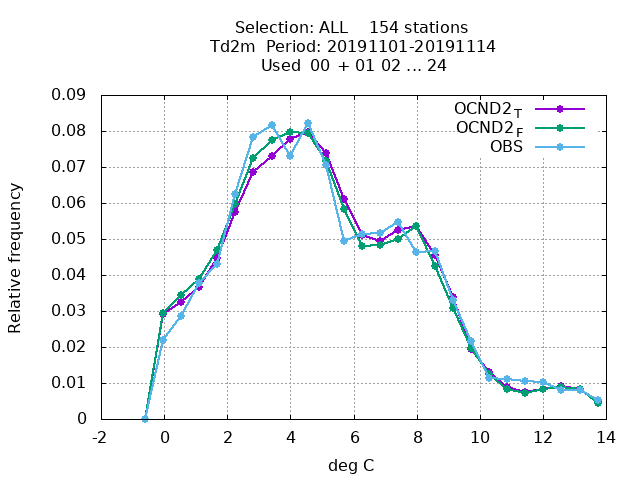 Selection: ALL    154 stations
Td2m  Period: 20191101-20191114
Used  00  + 01 02 ... 24
Relative frequency
0.09
0.08
0.07
0.06
0.05
0.04
0.03
0.02
0.01
0
OCND2_T
OCND2_F
OBS
-2 0 2 4 6 8 10 12 14
deg C